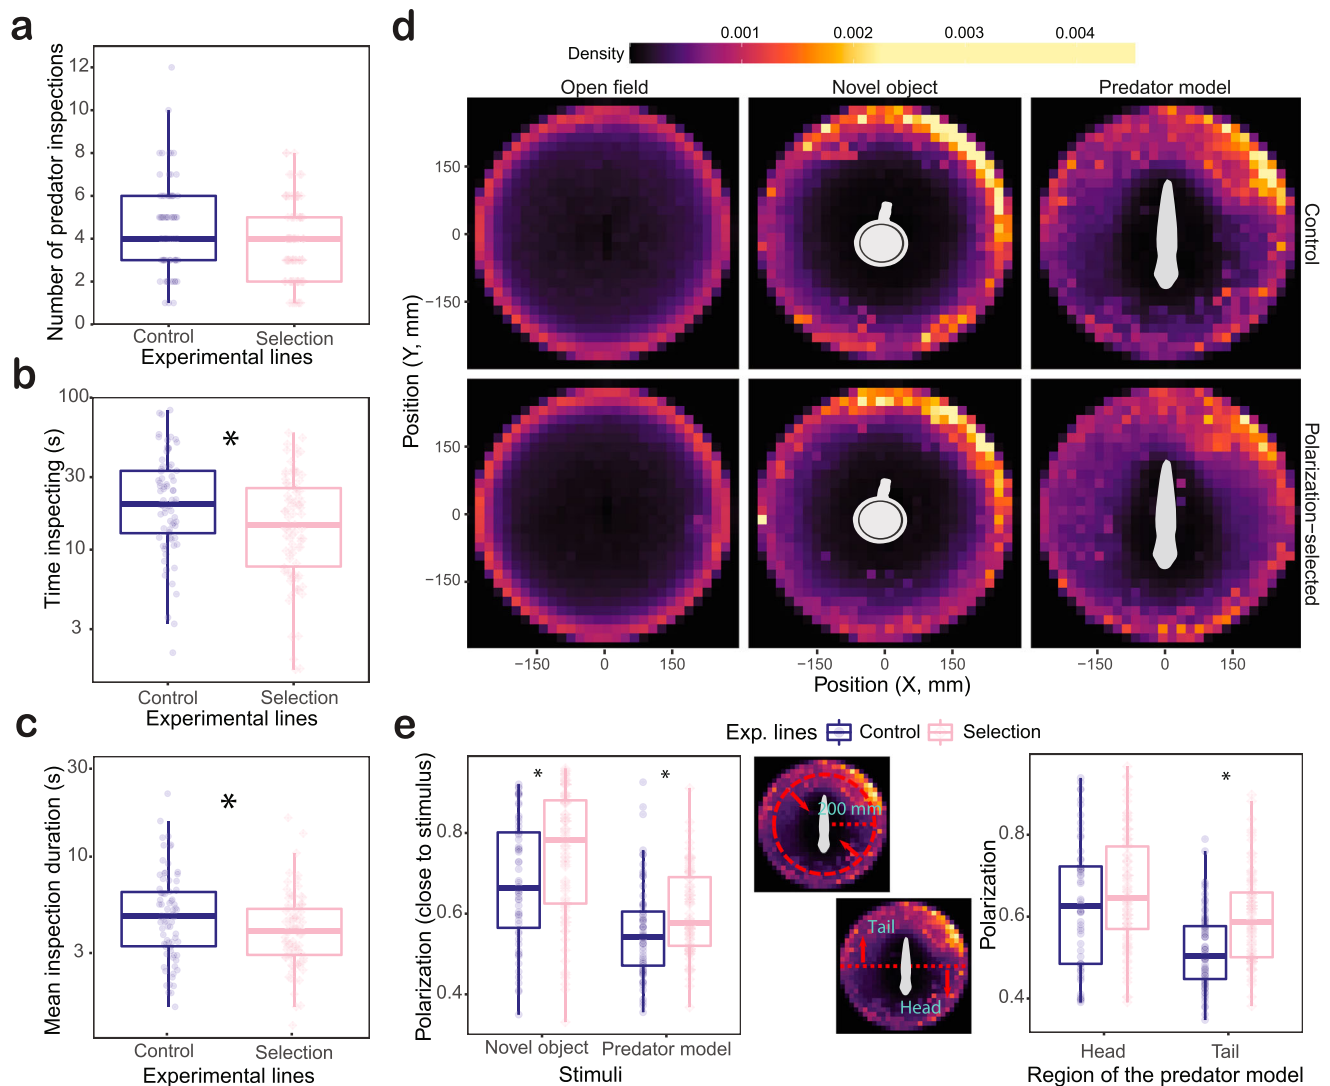 a
Number of predator inspections
12
10
8
6
4
2
0
Control
Selection
Experimental lines
b
Time inspecting (s)
100
30
10
3
*
Control
Selection
Experimental lines
c
Mean inspection duration (s)
30
10
3
*
Control
Selection
Experimental lines
d
Density
0.001
0.002
0.003
0.004
Open field
Novel object
Predator model
Position (Y, mm)
150
0
−150
Control
150
0
−150
Polarization−selected
−150
0
150
−150
0
150
−150
0
150
Position (X, mm)
e
Exp. lines
Control
Selection
Polarization (close to stimulus)
0.8
0.6
0.4
*
*
Novel object
Predator model
Stimuli
200 mm
Tail
Head
Polarization
0.8
0.6
0.4
*
Head
Tail
Region of the predator model